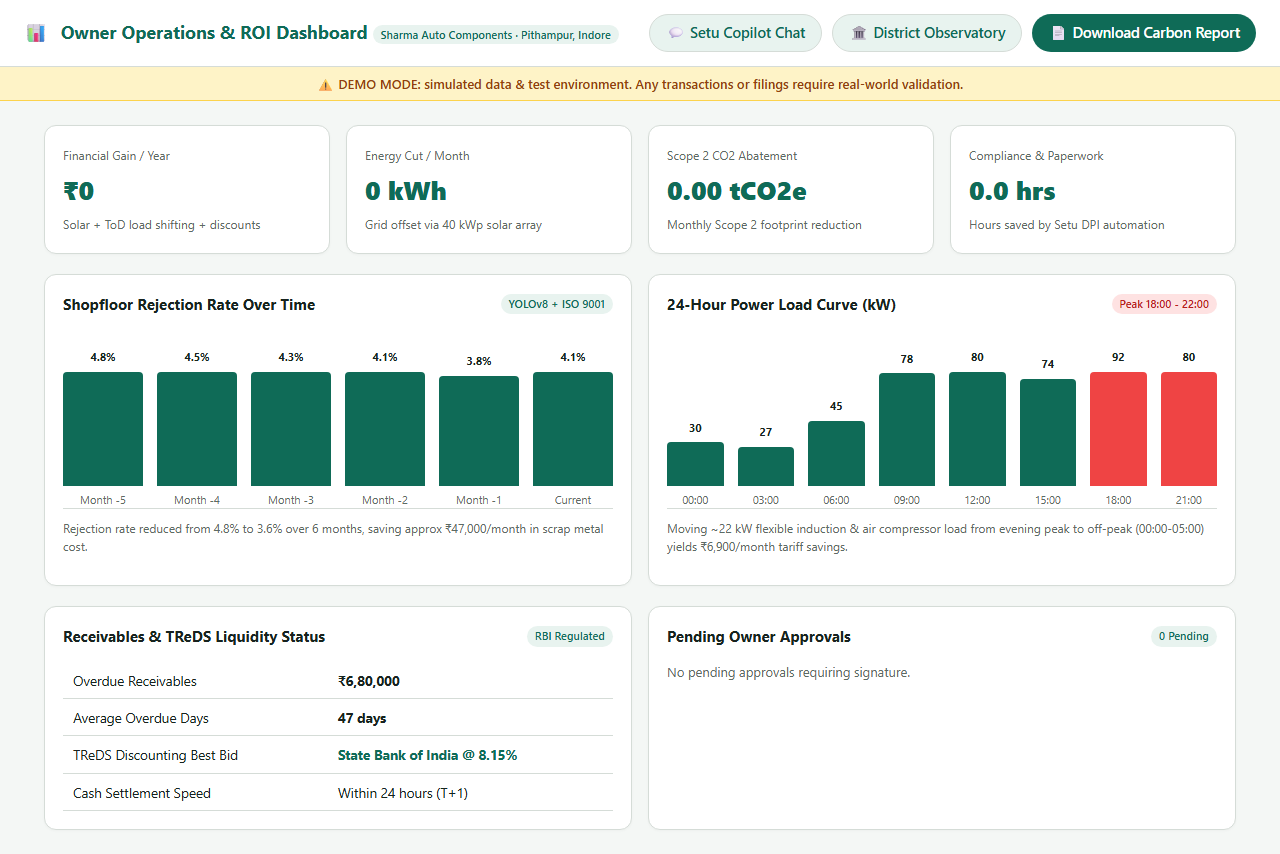 Owner Operations & ROI Dashboard
Sharma Auto Components · Pithampur, Indore
Setu Copilot Chat
District Observatory
Download Carbon Report
DEMO MODE: simulated data & test environment. Any transactions or filings require real-world validation.
Financial Gain / Year
₹0
Solar + ToD load shifting + discounts
Energy Cut / Month
0 kWh
Grid offset via 40 kWp solar array
Scope 2 CO2 Abatement
0.00 tCO2e
Monthly Scope 2 footprint reduction
Compliance & Paperwork
0.0 hrs
Hours saved by Setu DPI automation
Shopfloor Rejection Rate Over Time
YOLOv8 + ISO 9001
4.8% 4.5% 4.3% 4.1% 3.8% 4.1%
Month -5 Month -4 Month -3 Month -2 Month -1 Current
Rejection rate reduced from 4.8% to 3.6% over 6 months, saving approx ₹47,000/month in scrap metal
cost.
24-Hour Power Load Curve (kW)
Peak 18:00 - 22:00
30 27 45 78 80 74 92 80
00:00 03:00 06:00 09:00 12:00 15:00 18:00 21:00
Moving ~22 kW flexible induction & air compressor load from evening peak to off-peak (00:00-05:00)
yields ₹6,900/month tariff savings.
Receivables & TReDS Liquidity Status
RBI Regulated
Overdue Receivables ₹6,80,000
Average Overdue Days 47 days
TReDS Discounting Best Bid State Bank of India @ 8.15%
Cash Settlement Speed Within 24 hours (T+1)
Pending Owner Approvals
0 Pending
No pending approvals requiring signature.